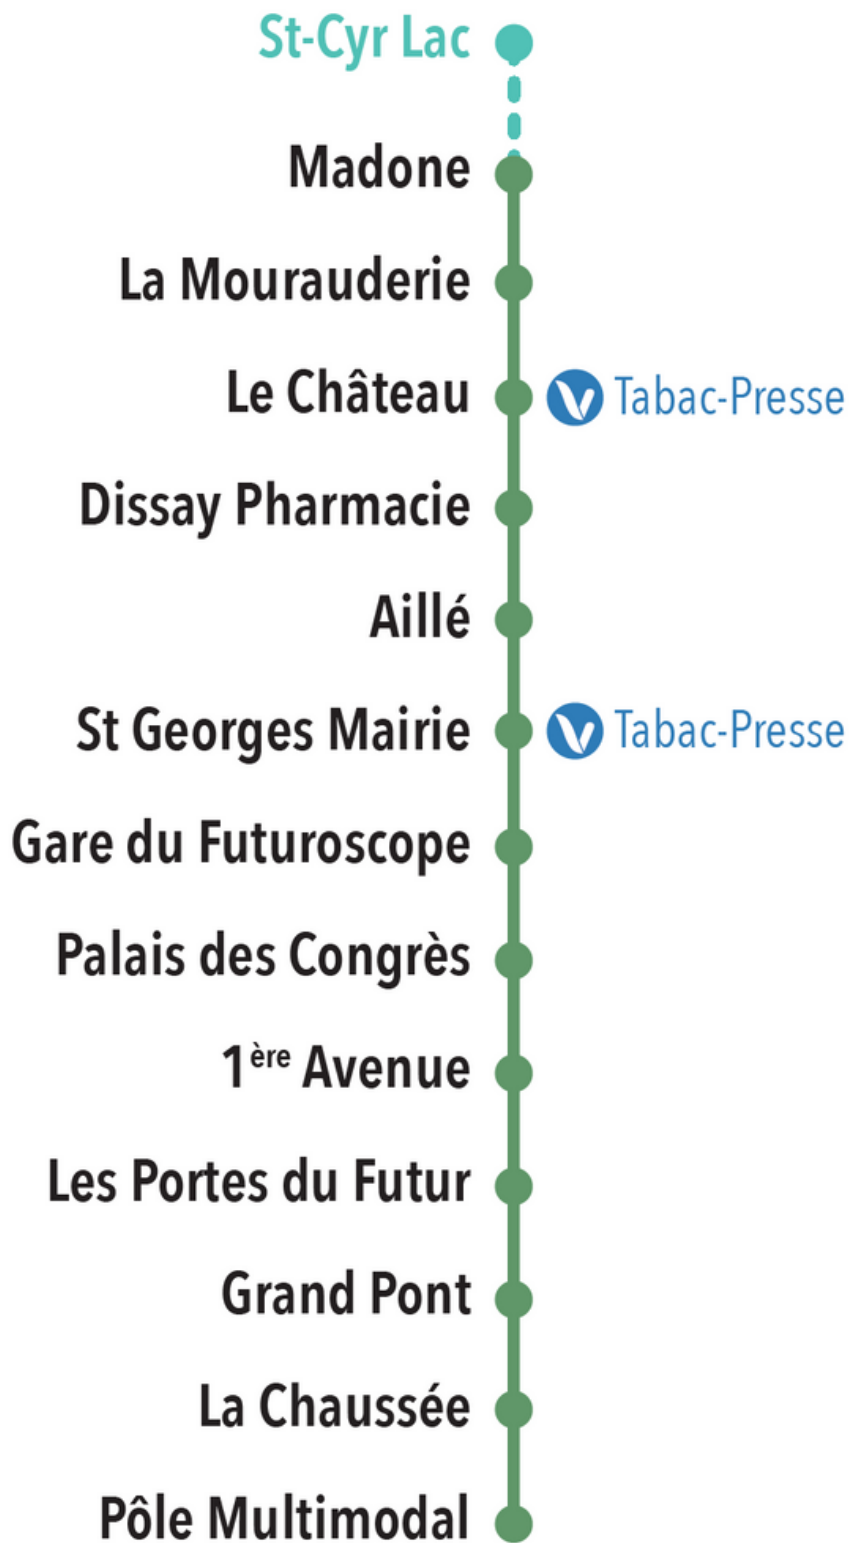 St-Cyr Lac
Madone
La Mourauderie
Le Château Tabac-Presse
Dissay Pharmacie
Aillé
St Georges Mairie Tabac-Presse
Gare du Futuroscope
Palais des Congrès
1ère Avenue
Les Portes du Futur
Grand Pont
La Chaussée
Pôle Multimodal